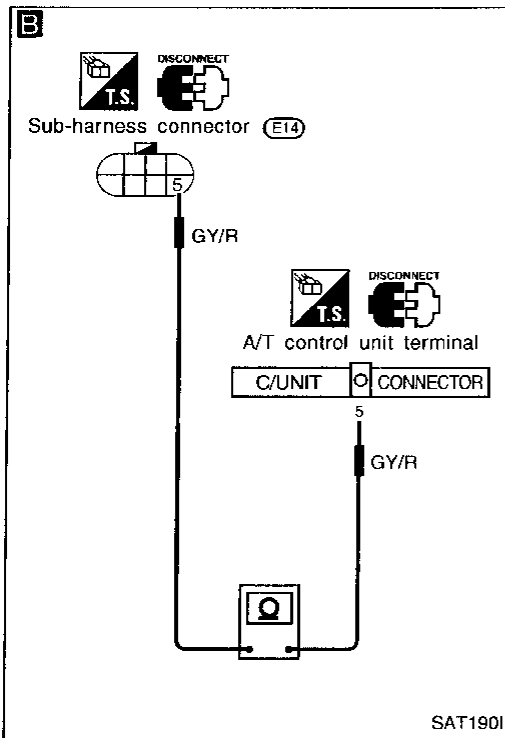 B
T.S.
DISCONNECT
Sub-harness connector E14
5
GY/R
T.S.
DISCONNECT
A/T control unit terminal
C/UNIT O CONNECTOR
5
GY/R
Ω
SAT190I